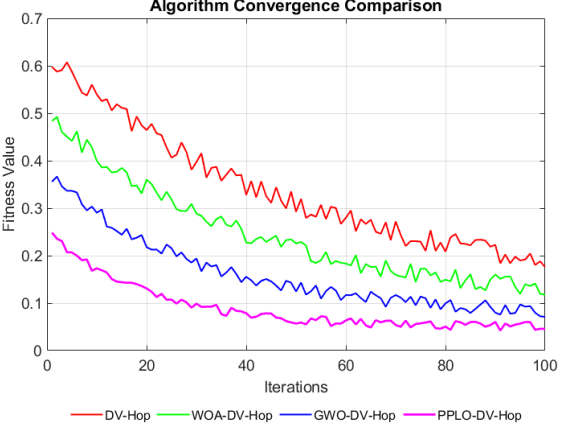 Algorithm Convergence Comparison
0.7
0.6
0.5
0.4
0.3
0.2
0.1
0
Fitness Value
0 20 40 60 80 100
Iterations
DV-Hop WOA-DV-Hop GWO-DV-Hop PPLO-DV-Hop